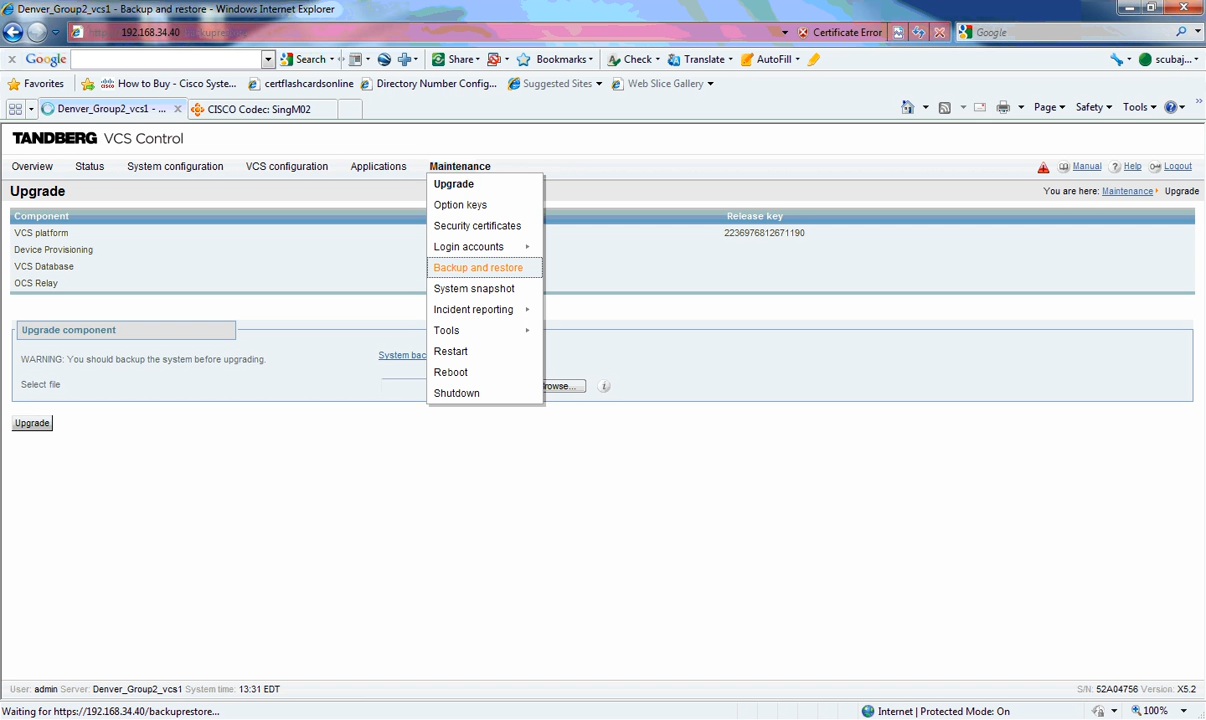 Denver_Group2_vcs1 - Backup and restore - Windows Internet Explorer
192.168.34.40 Certificate Error Google
x Google Search Share Bookmarks Check Translate AutoFill scubaj...
Favorites How to Buy - Cisco Syste... certflashcardsonline Directory Number Config... Suggested Sites Web Slice Gallery
Denver_Group2_vcs1 - ... x CISCO Codec: SingM02 Page Safety Tools
TANDBERG VCS Control
Overview Status System configuration VCS configuration Applications Maintenance Manual Help Logout
Upgrade You are here: Maintenance Upgrade
Component Release key
VCS platform 2236976812671190
Device Provisioning
VCS Database
OCS Relay
Upgrade
Option keys
Security certificates
Login accounts
Backup and restore
System snapshot
Incident reporting
Tools
Restart
Reboot
Shutdown
Upgrade component
WARNING: You should backup the system before upgrading. System bac
Select file Browse... i
Upgrade
User: admin Server: Denver_Group2_vcs1 System time: 13:31 EDT S/N: 52A04756 Version: X5.2
Waiting for https://192.168.34.40/backuprestore... Internet | Protected Mode: On 100%